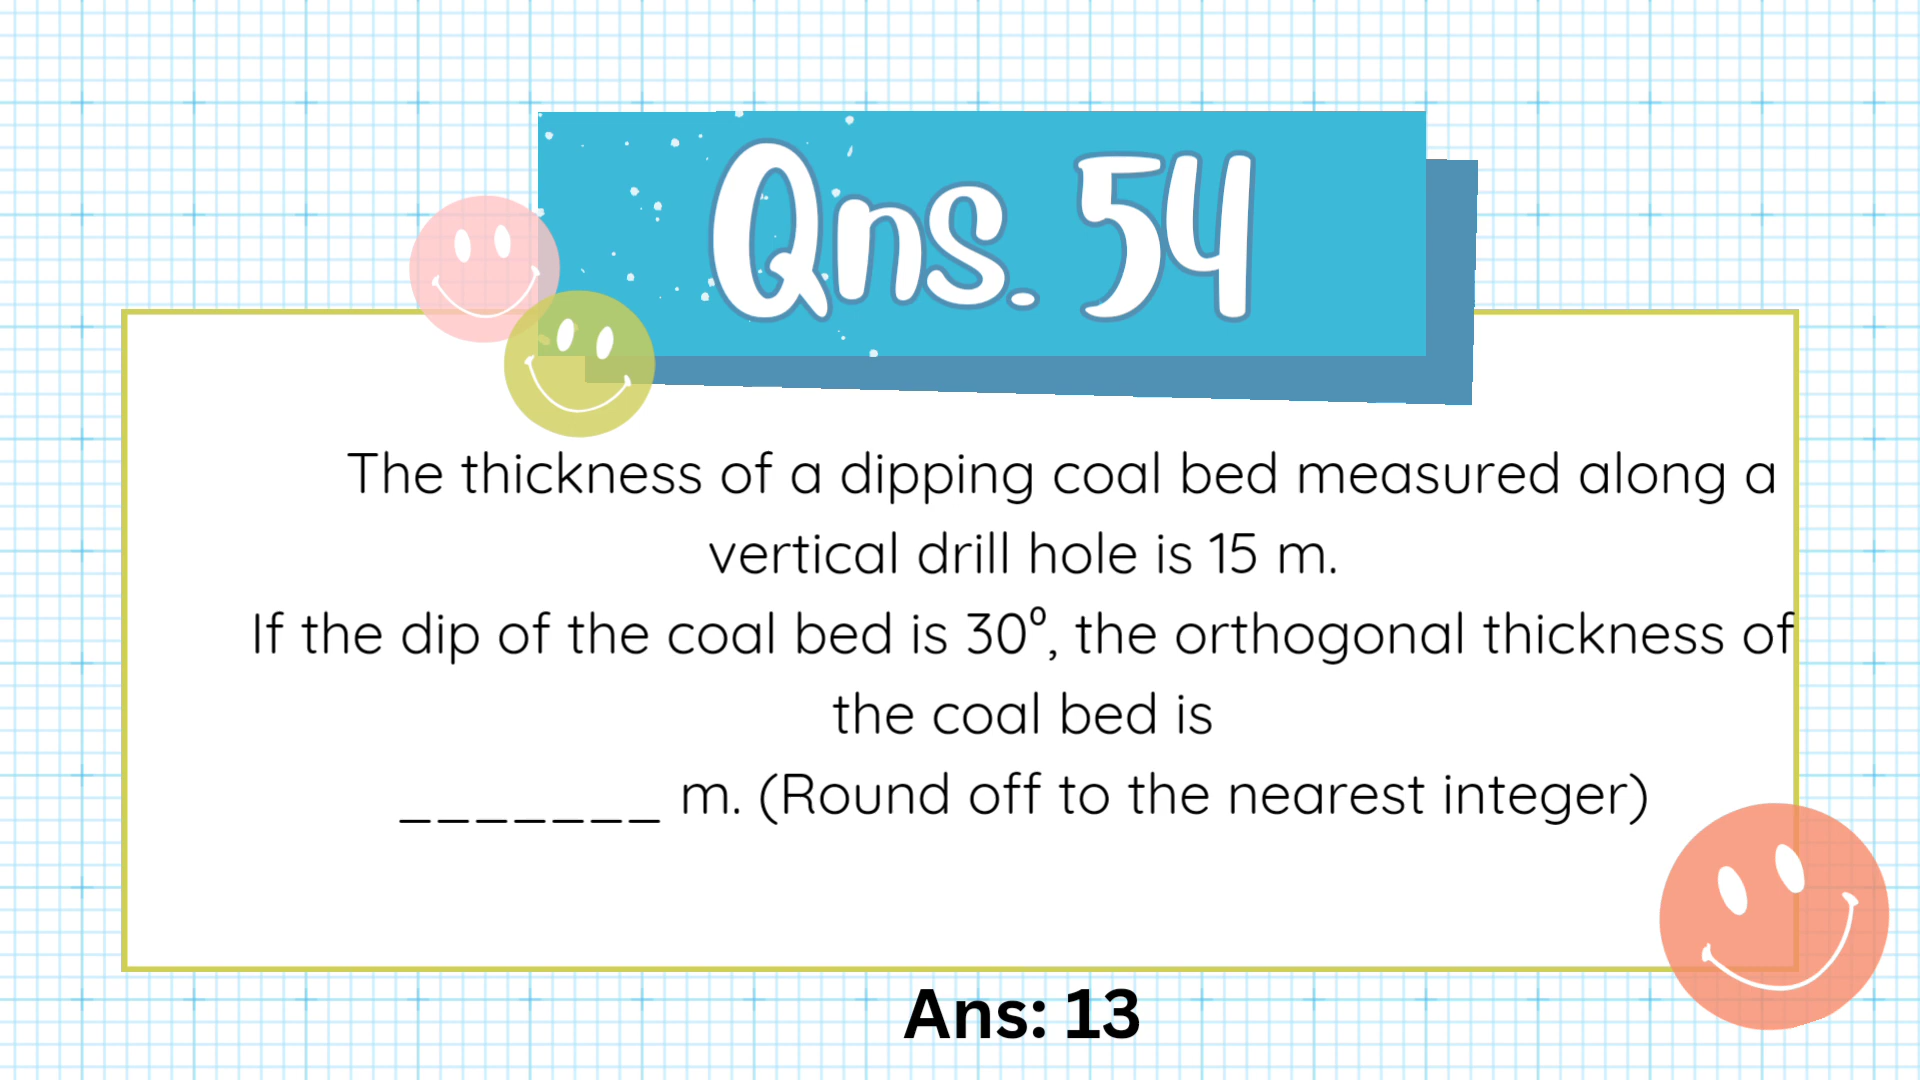 Qns. 54
The thickness of a dipping coal bed measured along a
vertical drill hole is 15 m.
If the dip of the coal bed is 30⁰, the orthogonal thickness of
the coal bed is
_______ m. (Round off to the nearest integer)
Ans: 13